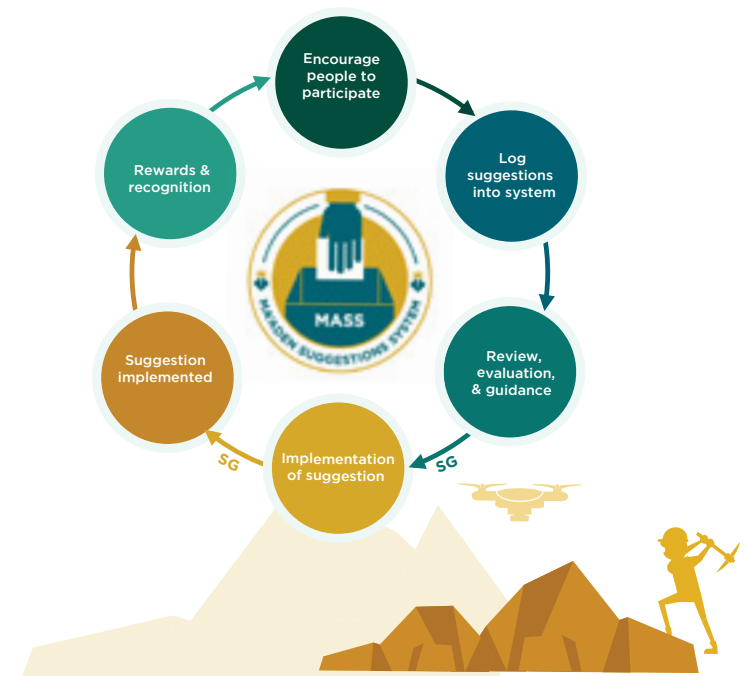 Encourage
people to
participate
Log
suggestions
into system
Review,
evaluation,
& guidance
SG
Implementation
of suggestion
SG
Suggestion
implemented
Rewards &
recognition
MASS
MA'ADEN SUGGESTIONS SYSTEM